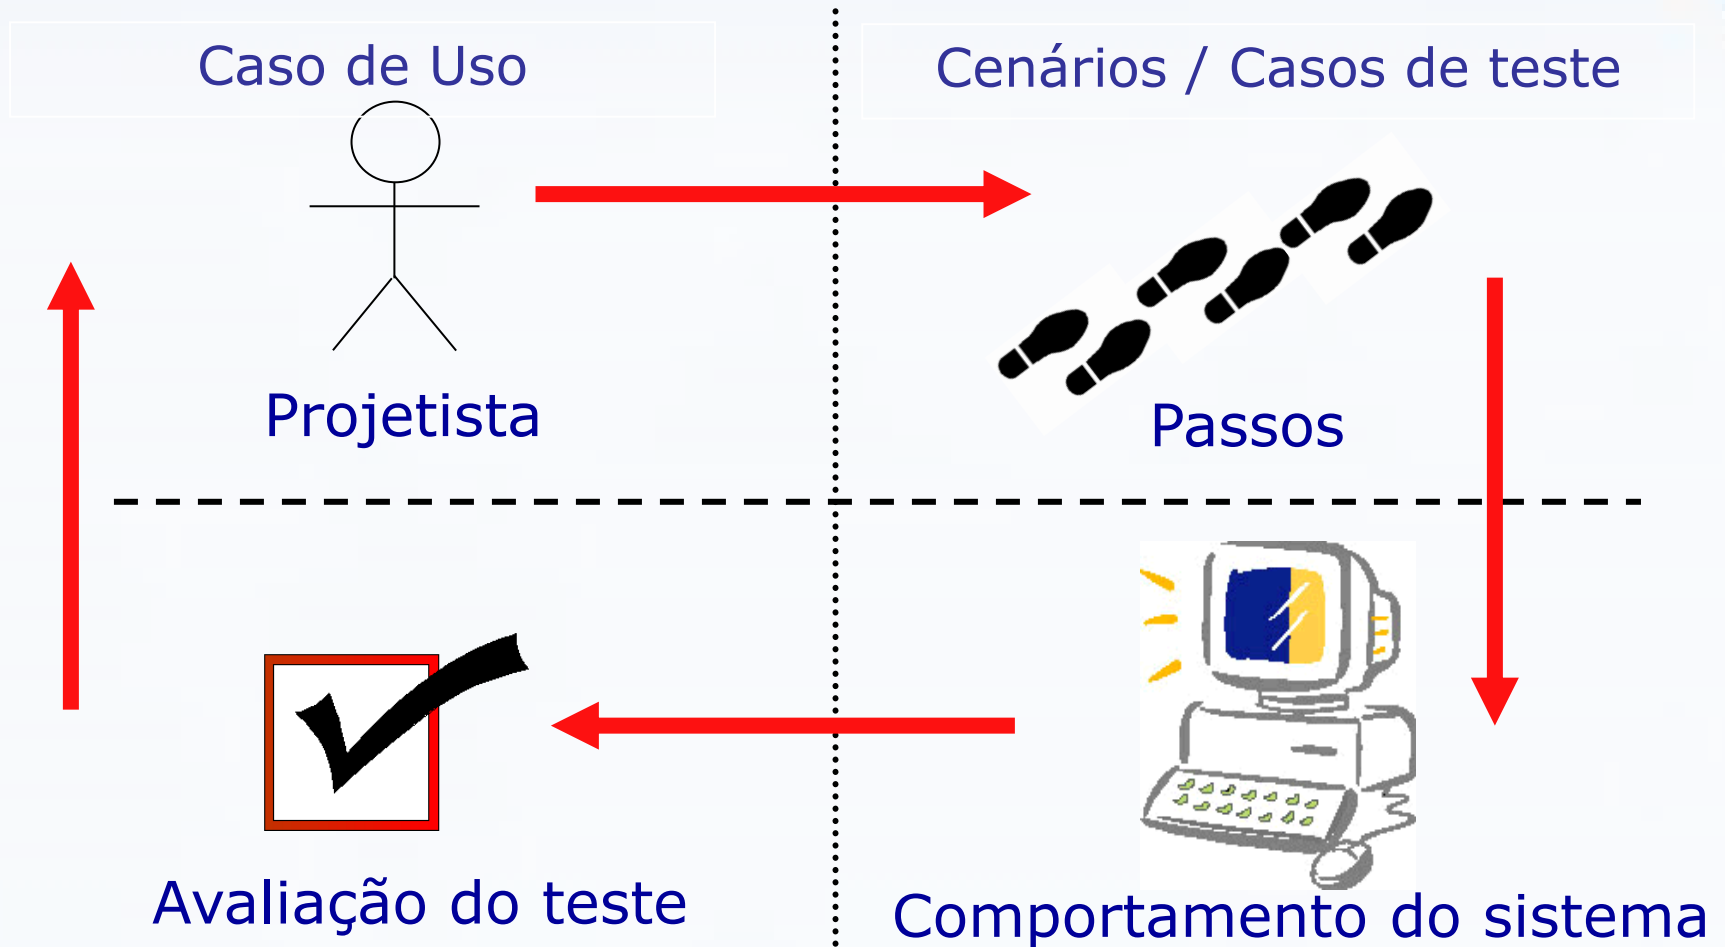 Caso de Uso
Cenários / Casos de teste
Projetista
Passos
Avaliação do teste
Comportamento do sistema